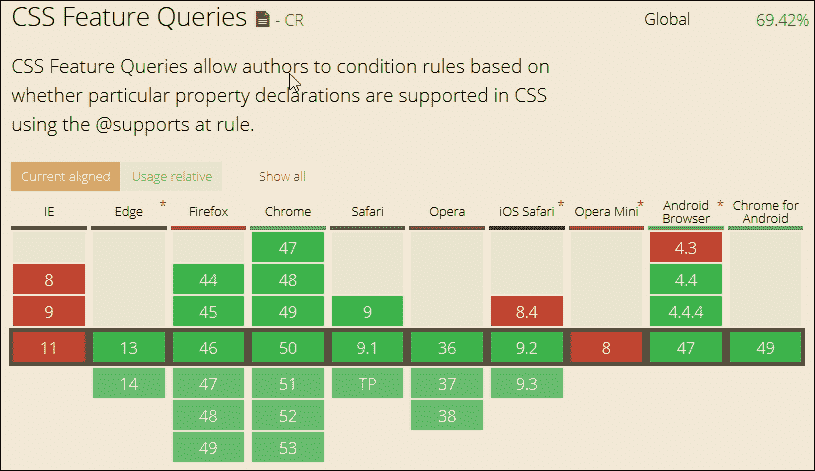 CSS Feature Queries - CR Global 69.42%
CSS Feature Queries allow authors to condition rules based on
whether particular property declarations are supported in CSS
using the @supports at rule.
Current aligned Usage relative Show all
IE Edge * Firefox Chrome Safari Opera iOS Safari * Opera Mini * Android Browser * Chrome for Android
47 4.3
8 44 48 4.4
9 45 49 9 8.4 4.4.4
11 13 46 50 9.1 36 9.2 8 47 49
14 47 51 TP 37 9.3
48 52 38
49 53